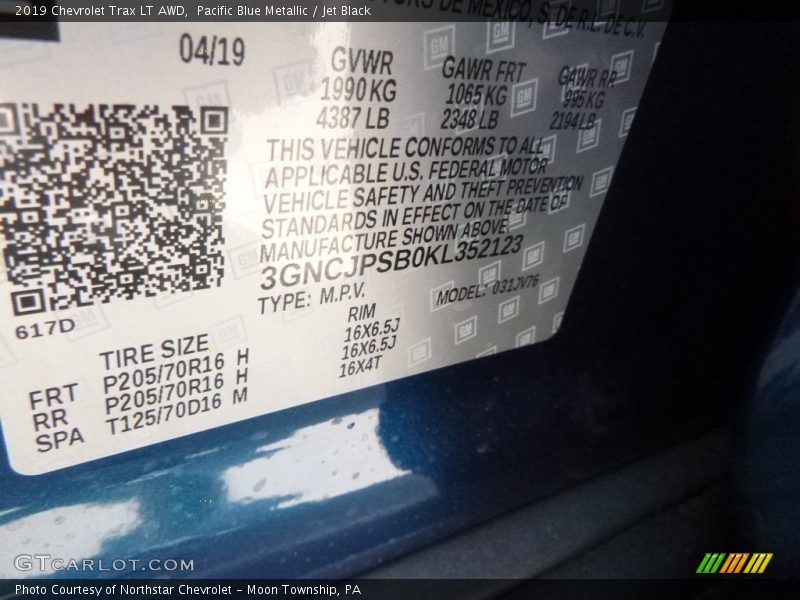 2019 Chevrolet Trax LT AWD, Pacific Blue Metallic / Jet Black
DE MEXICO, S. DE R.L. DE C.V.
04/19
GVWR GAWR FRT GAWR RR
1990 KG 1065 KG 995 KG
4387 LB 2348 LB 2194 LB
THIS VEHICLE CONFORMS TO ALL
APPLICABLE U.S. FEDERAL MOTOR
VEHICLE SAFETY AND THEFT PREVENTION
STANDARDS IN EFFECT ON THE DATE OF
MANUFACTURE SHOWN ABOVE.
3GNCJPSB0KL352123
TYPE: M.P.V. MODEL: 031JV76
617D
TIRE SIZE RIM
FRT P205/70R16 H 16X6.5J
RR P205/70R16 H 16X6.5J
SPA T125/70D16 M 16X4T
GTCARLOT.COM
Photo Courtesy of Northstar Chevrolet - Moon Township, PA